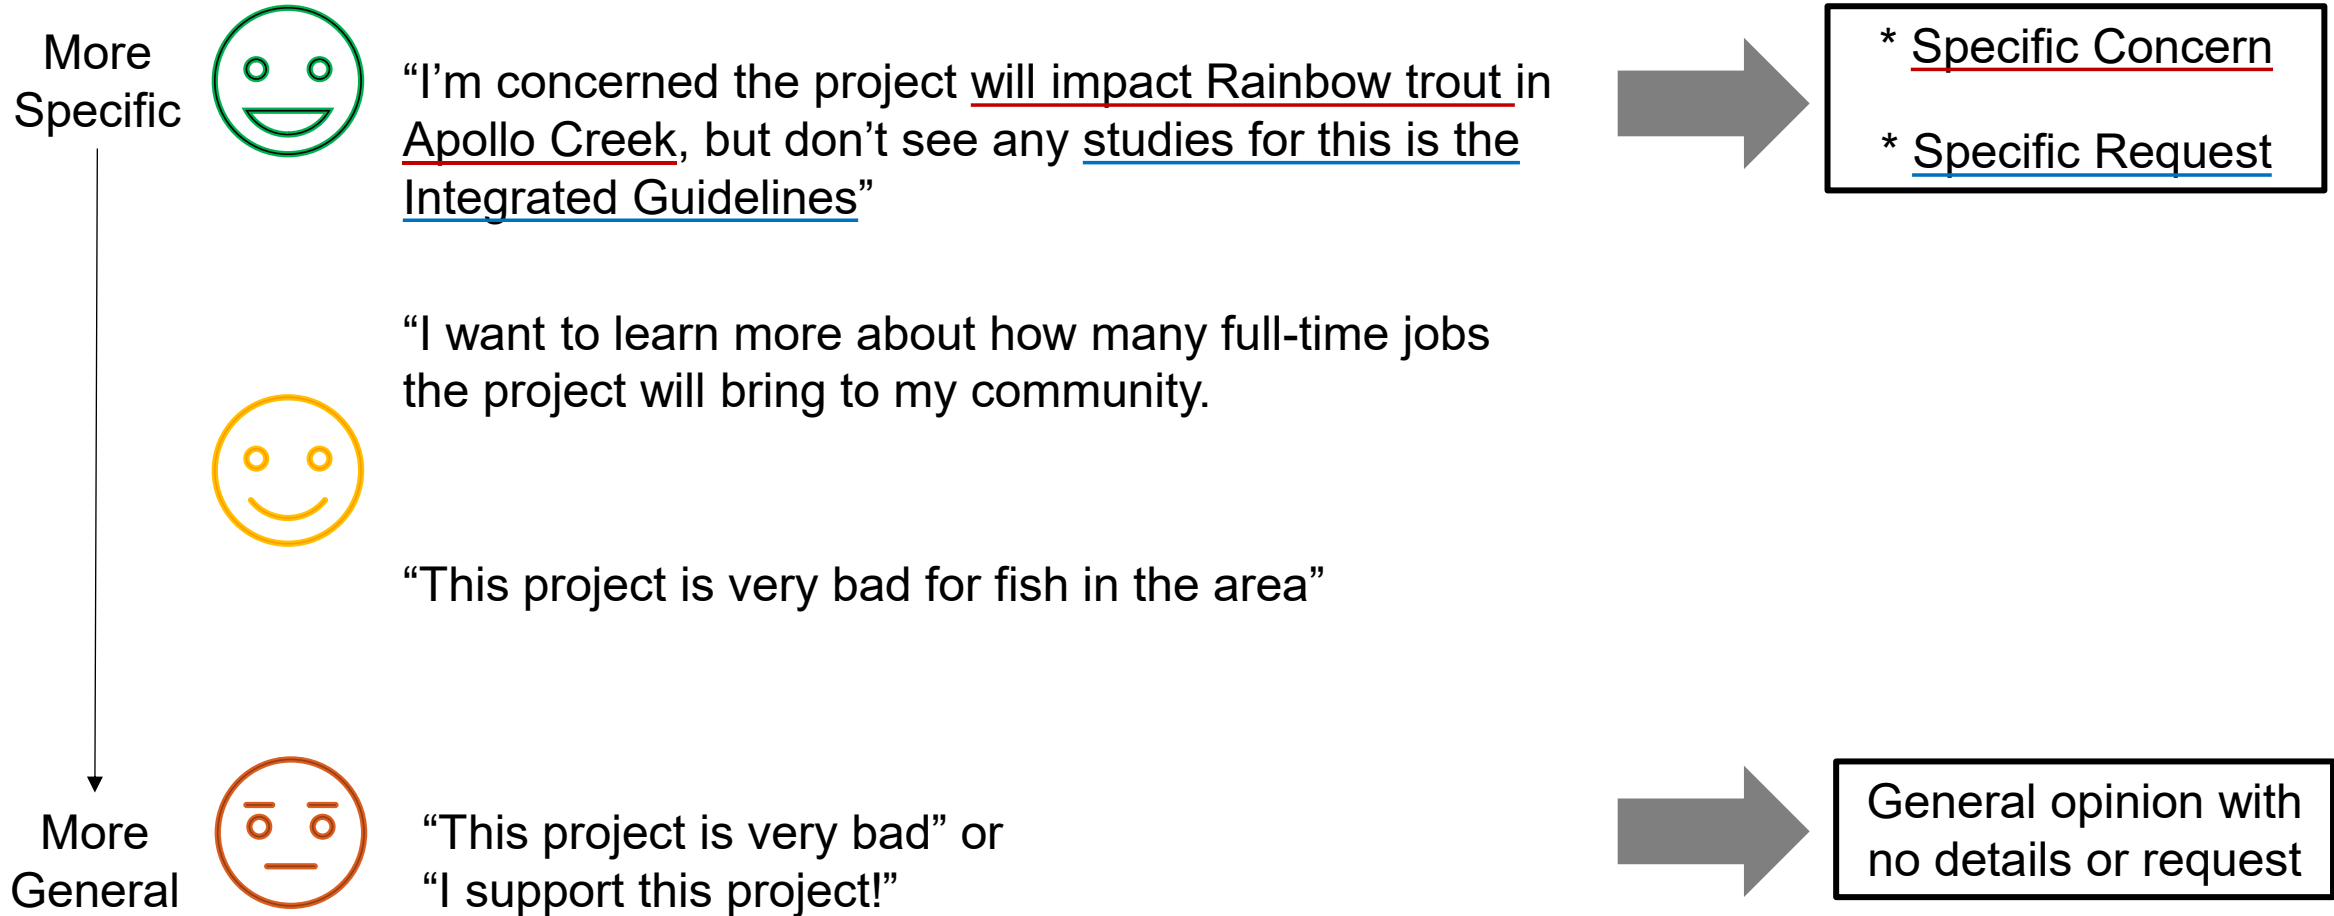 More
Specific
“I’m concerned the project will impact Rainbow trout in
Apollo Creek, but don’t see any studies for this is the
Integrated Guidelines”
* Specific Concern
* Specific Request
“I want to learn more about how many full-time jobs
the project will bring to my community.
“This project is very bad for fish in the area”
More
General
“This project is very bad” or
“I support this project!”
General opinion with
no details or request